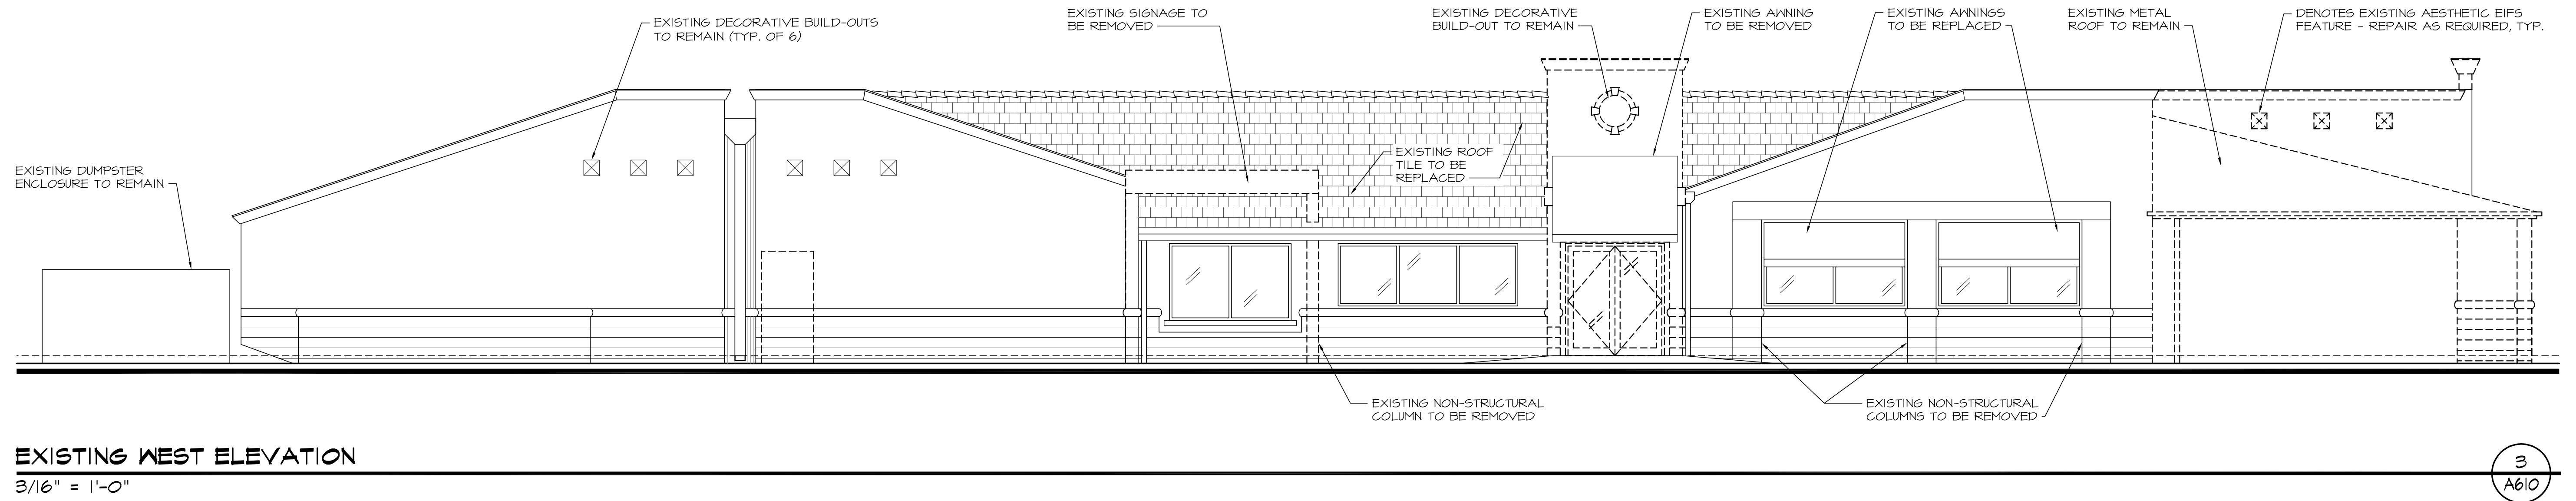 EXISTING DECORATIVE BUILD-OUTS
TO REMAIN (TYP. OF 6)
EXISTING SIGNAGE TO
BE REMOVED
EXISTING DECORATIVE
BUILD-OUT TO REMAIN
EXISTING AWNING
TO BE REMOVED
EXISTING AWNINGS
TO BE REPLACED
EXISTING METAL
ROOF TO REMAIN
DENOTES EXISTING AESTHETIC EIFS
FEATURE - REPAIR AS REQUIRED, TYP.
EXISTING DUMPSTER
ENCLOSURE TO REMAIN
EXISTING ROOF
TILE TO BE
REPLACED
EXISTING NON-STRUCTURAL
COLUMN TO BE REMOVED
EXISTING NON-STRUCTURAL
COLUMNS TO BE REMOVED
EXISTING WEST ELEVATION
3/16" = 1'-0"
3
A610